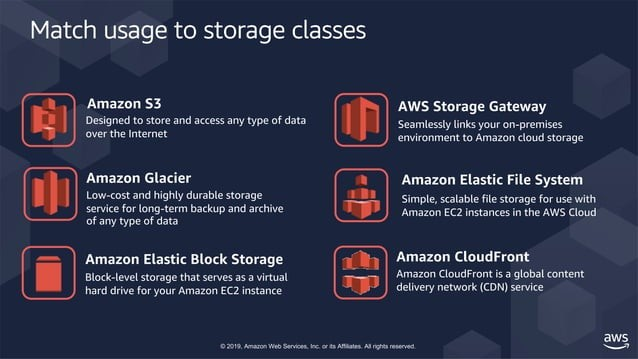 Match usage to storage classes
Amazon S3
Designed to store and access any type of data
over the Internet
Amazon Glacier
Low-cost and highly durable storage
service for long-term backup and archive
of any type of data
Amazon Elastic Block Storage
Block-level storage that serves as a virtual
hard drive for your Amazon EC2 instance
AWS Storage Gateway
Seamlessly links your on-premises
environment to Amazon cloud storage
Amazon Elastic File System
Simple, scalable file storage for use with
Amazon EC2 instances in the AWS Cloud
Amazon CloudFront
Amazon CloudFront is a global content
delivery network (CDN) service
© 2019, Amazon Web Services, Inc. or its Affiliates. All rights reserved.
aws